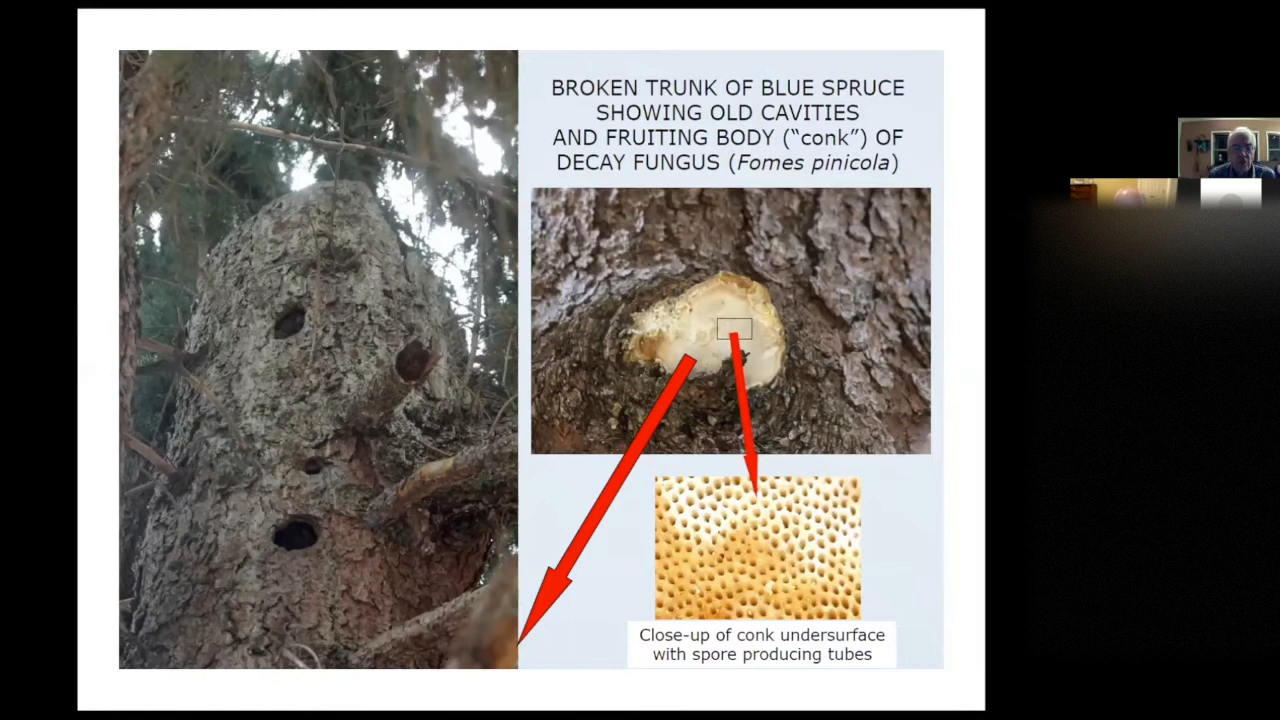 BROKEN TRUNK OF BLUE SPRUCE
SHOWING OLD CAVITIES
AND FRUITING BODY (“conk”) OF
DECAY FUNGUS (Fomes pinicola)
Close-up of conk undersurface
with spore producing tubes